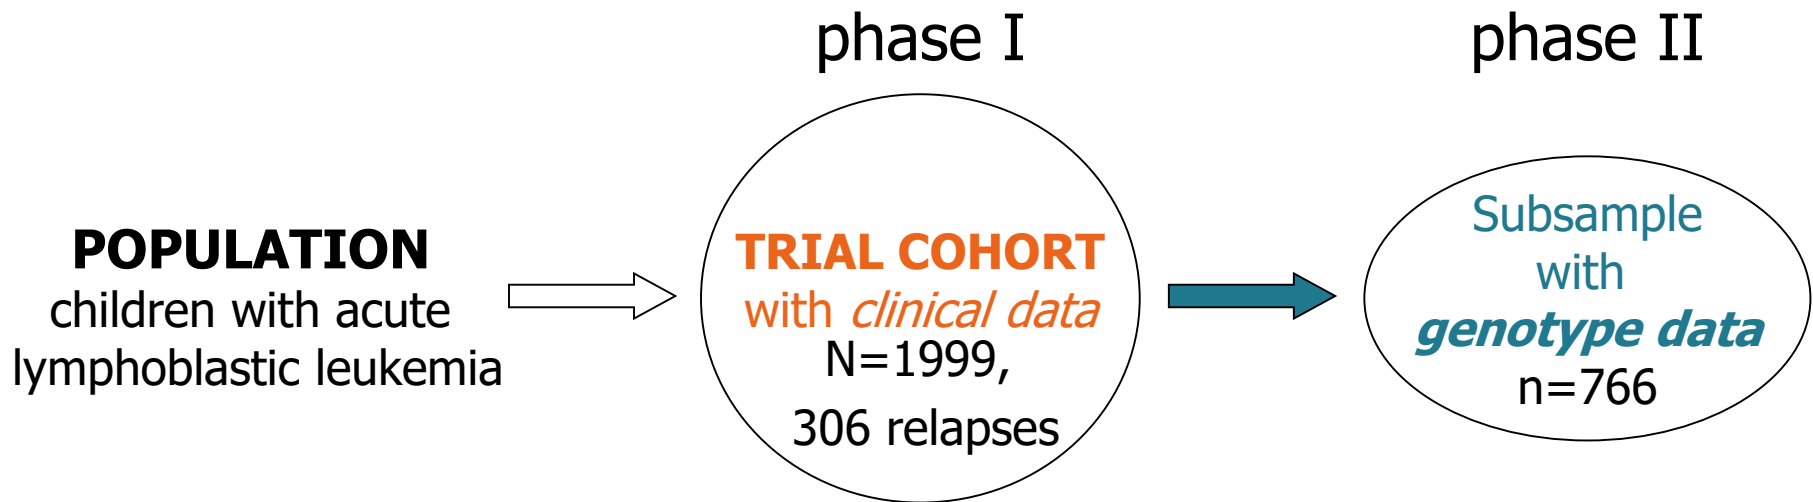 phase I
phase II
POPULATION
children with acute
lymphoblastic leukemia
TRIAL COHORT
with clinical data
N=1999,
306 relapses
Subsample
with
genotype data
n=766